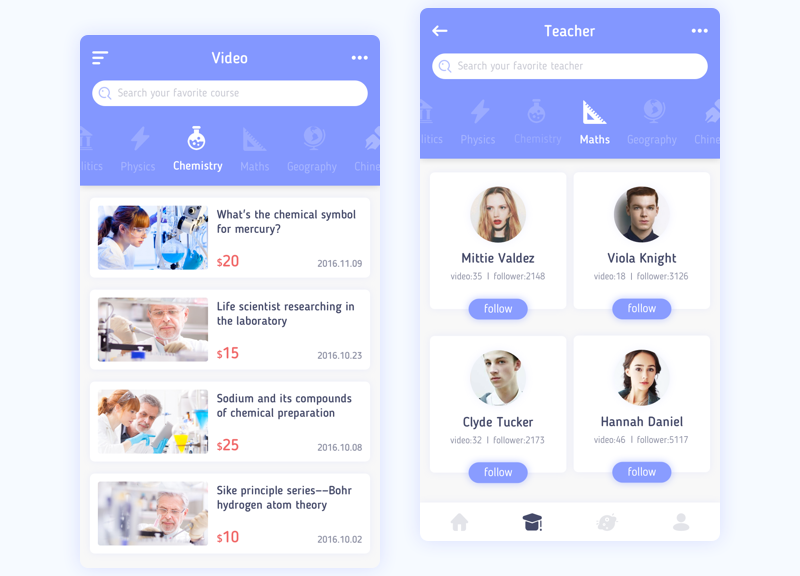 Video
Search your favorite course
litics Physics Chemistry Maths Geography Chine
What's the chemical symbol
for mercury?
$20 2016.11.09
Life scientist researching in
the laboratory
$15 2016.10.23
Sodium and its compounds
of chemical preparation
$25 2016.10.08
Sike principle series--Bohr
hydrogen atom theory
$10 2016.10.02
Teacher
Search your favorite teacher
litics Physics Chemistry Maths Geography Chine
Mittie Valdez
video:35 | follower:2148
follow
Viola Knight
video:18 | follower:3126
follow
Clyde Tucker
video:32 | follower:2173
follow
Hannah Daniel
video:46 | follower:5117
follow